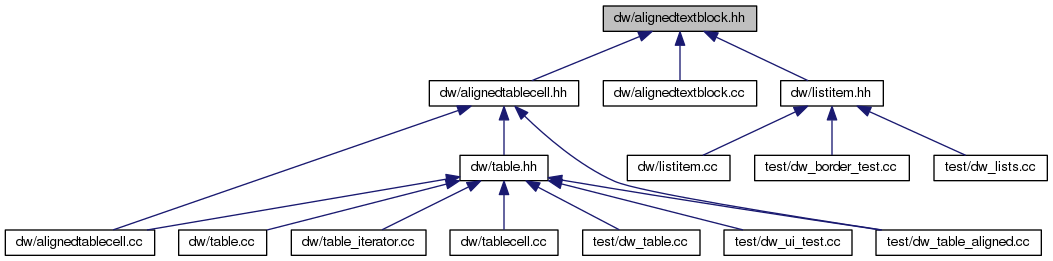 dw/alignedtextblock.hh
dw/alignedtablecell.hh
dw/alignedtextblock.cc
dw/listitem.hh
dw/table.hh
dw/listitem.cc
test/dw_border_test.cc
test/dw_lists.cc
dw/alignedtablecell.cc
dw/table.cc
dw/table_iterator.cc
dw/tablecell.cc
test/dw_table.cc
test/dw_ui_test.cc
test/dw_table_aligned.cc